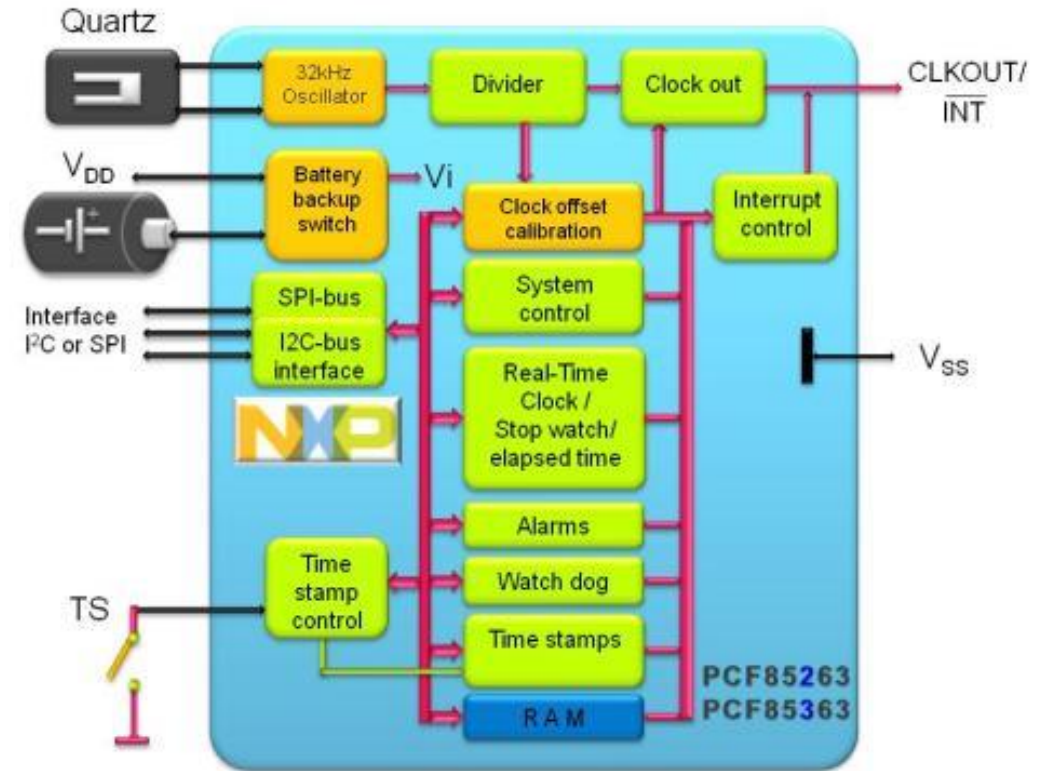 Quartz
32kHz
Oscillator
Divider
Clock out
CLKOUT/
INT
VDD
Battery
backup
switch
Vi
Clock offset
calibration
Interrupt
control
+
SPI-bus
I2C-bus
interface
Interface
I²C or SPI
System
control
VSS
Real-Time
Clock /
Stop watch/
elapsed time
NXP
Alarms
Time
stamp
control
Watch dog
TS
Time stamps
RAM
PCF85263
PCF85363